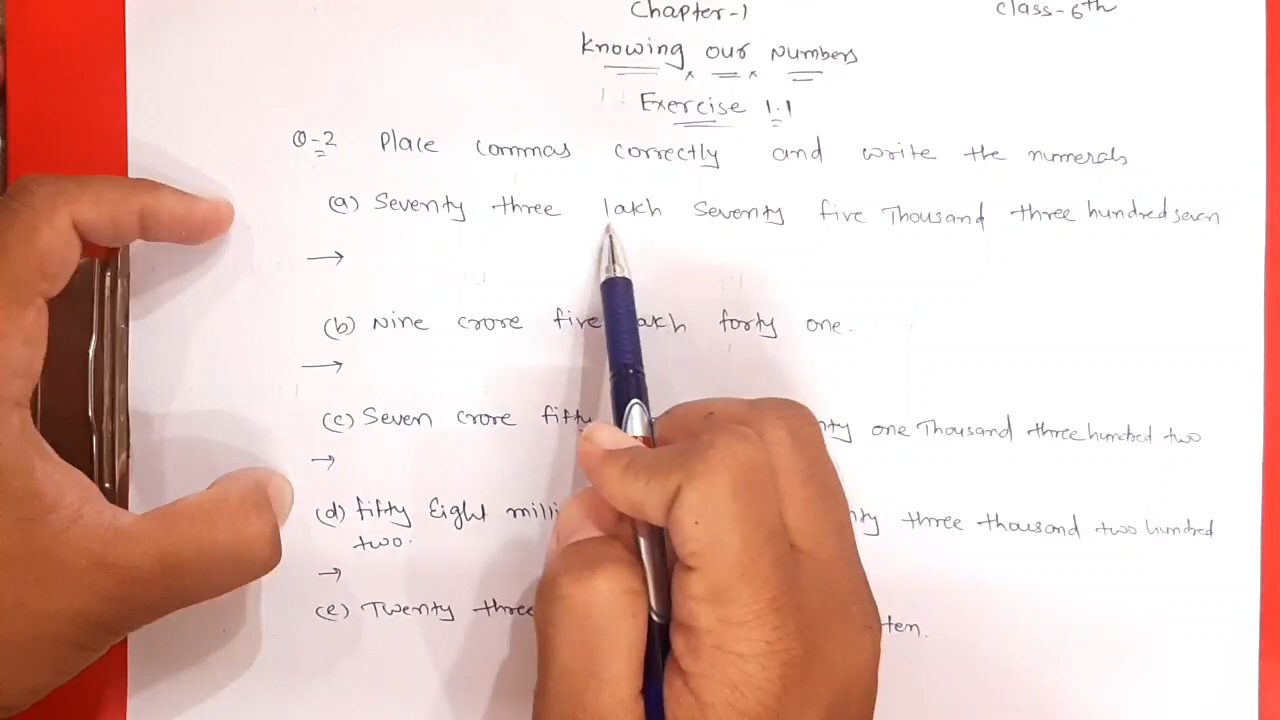 Chapter-1 class-6th
Knowing our Numbers
Exercise 1.1
Q-2 Place commas correctly and write the numerals
(a) Seventy three lakh Seventy five Thousand three hundred seven
→
(b) Nine crore five lakh forty one.
→
(c) Seven crore fifty one Thousand three hundred two
→
(d) fifty Eight three thousand two hundred
two.
→
(e) Twenty three ten.